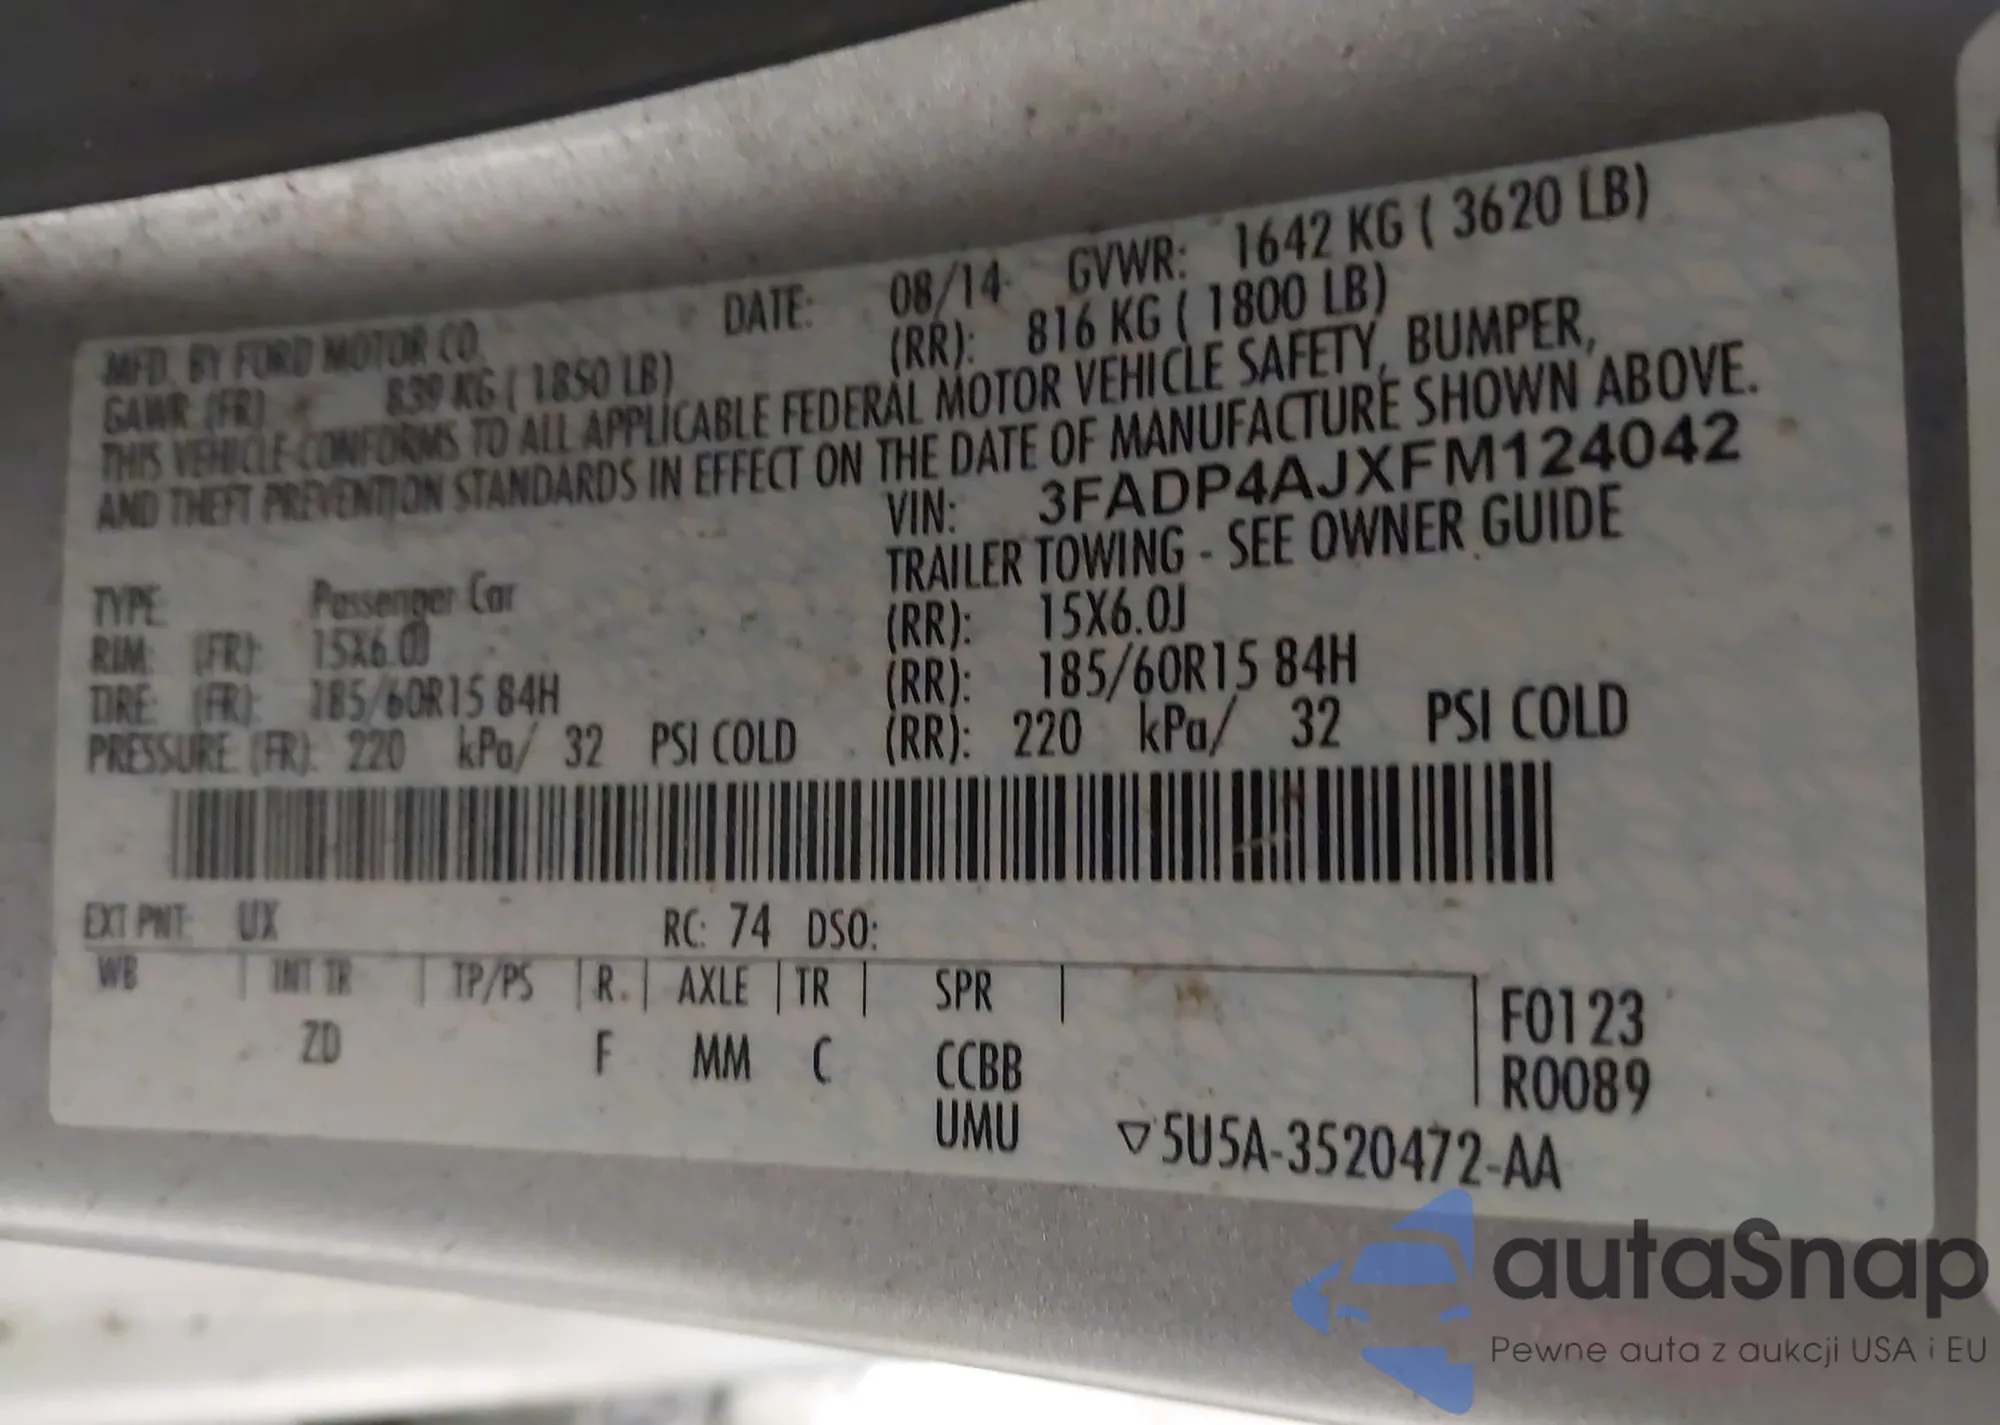 MFD. BY FORD MOTOR CO. DATE: 08/14 GVWR: 1642 KG ( 3620 LB)
GAWR (FR) 839 KG ( 1850 LB) (RR): 816 KG ( 1800 LB)
THIS VEHICLE CONFORMS TO ALL APPLICABLE FEDERAL MOTOR VEHICLE SAFETY, BUMPER,
AND THEFT PREVENTION STANDARDS IN EFFECT ON THE DATE OF MANUFACTURE SHOWN ABOVE.
VIN: 3FADP4AJXFM124042
TRAILER TOWING - SEE OWNER GUIDE
TYPE Passenger Car
RIM: (FR): 15X6.0J (RR): 15X6.0J
TIRE: (FR): 185/60R15 84H (RR): 185/60R15 84H
PRESSURE (FR): 220 kPa/ 32 PSI COLD (RR): 220 kPa/ 32 PSI COLD
EXT PNT: UX RC: 74 DSO:
WB | INT TR | TP/PS | R. | AXLE | TR | SPR |
ZD F MM C CCBB
UMU
F0123
R0089
▽5U5A-3520472-AA
autaSnap
Pewne auta z aukcji USA i EU